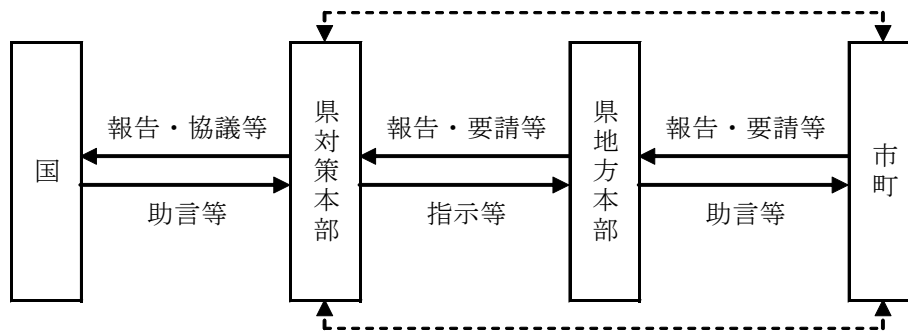 国
報告・協議等
助言等
県対策本部
報告・要請等
指示等
県地方本部
報告・要請等
助言等
市町